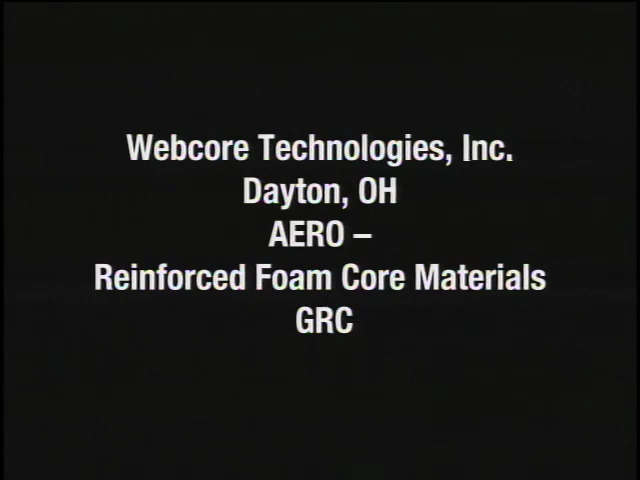 Webcore Technologies, Inc.
Dayton, OH
AERO –
Reinforced Foam Core Materials
GRC